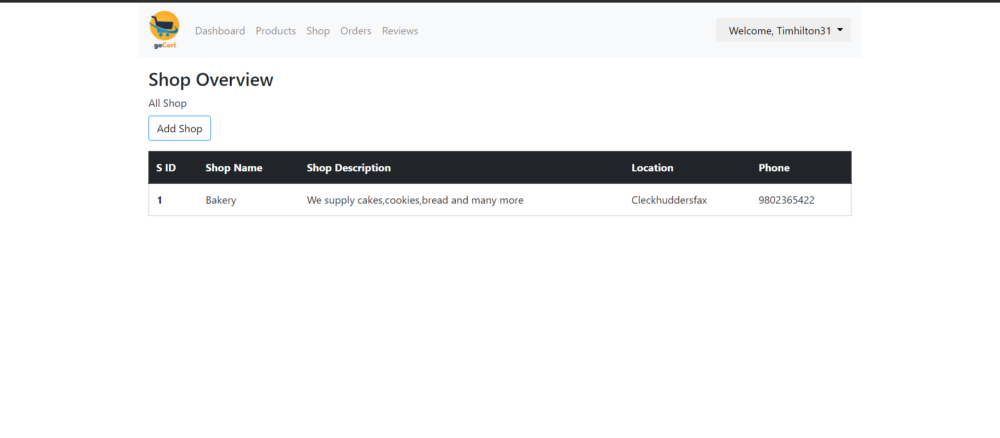 goCart
Dashboard Products Shop Orders Reviews
Welcome, Timhilton31
Shop Overview
All Shop
Add Shop
S ID Shop Name Shop Description Location Phone
1 Bakery We supply cakes,cookies,bread and many more Cleckhuddersfax 9802365422